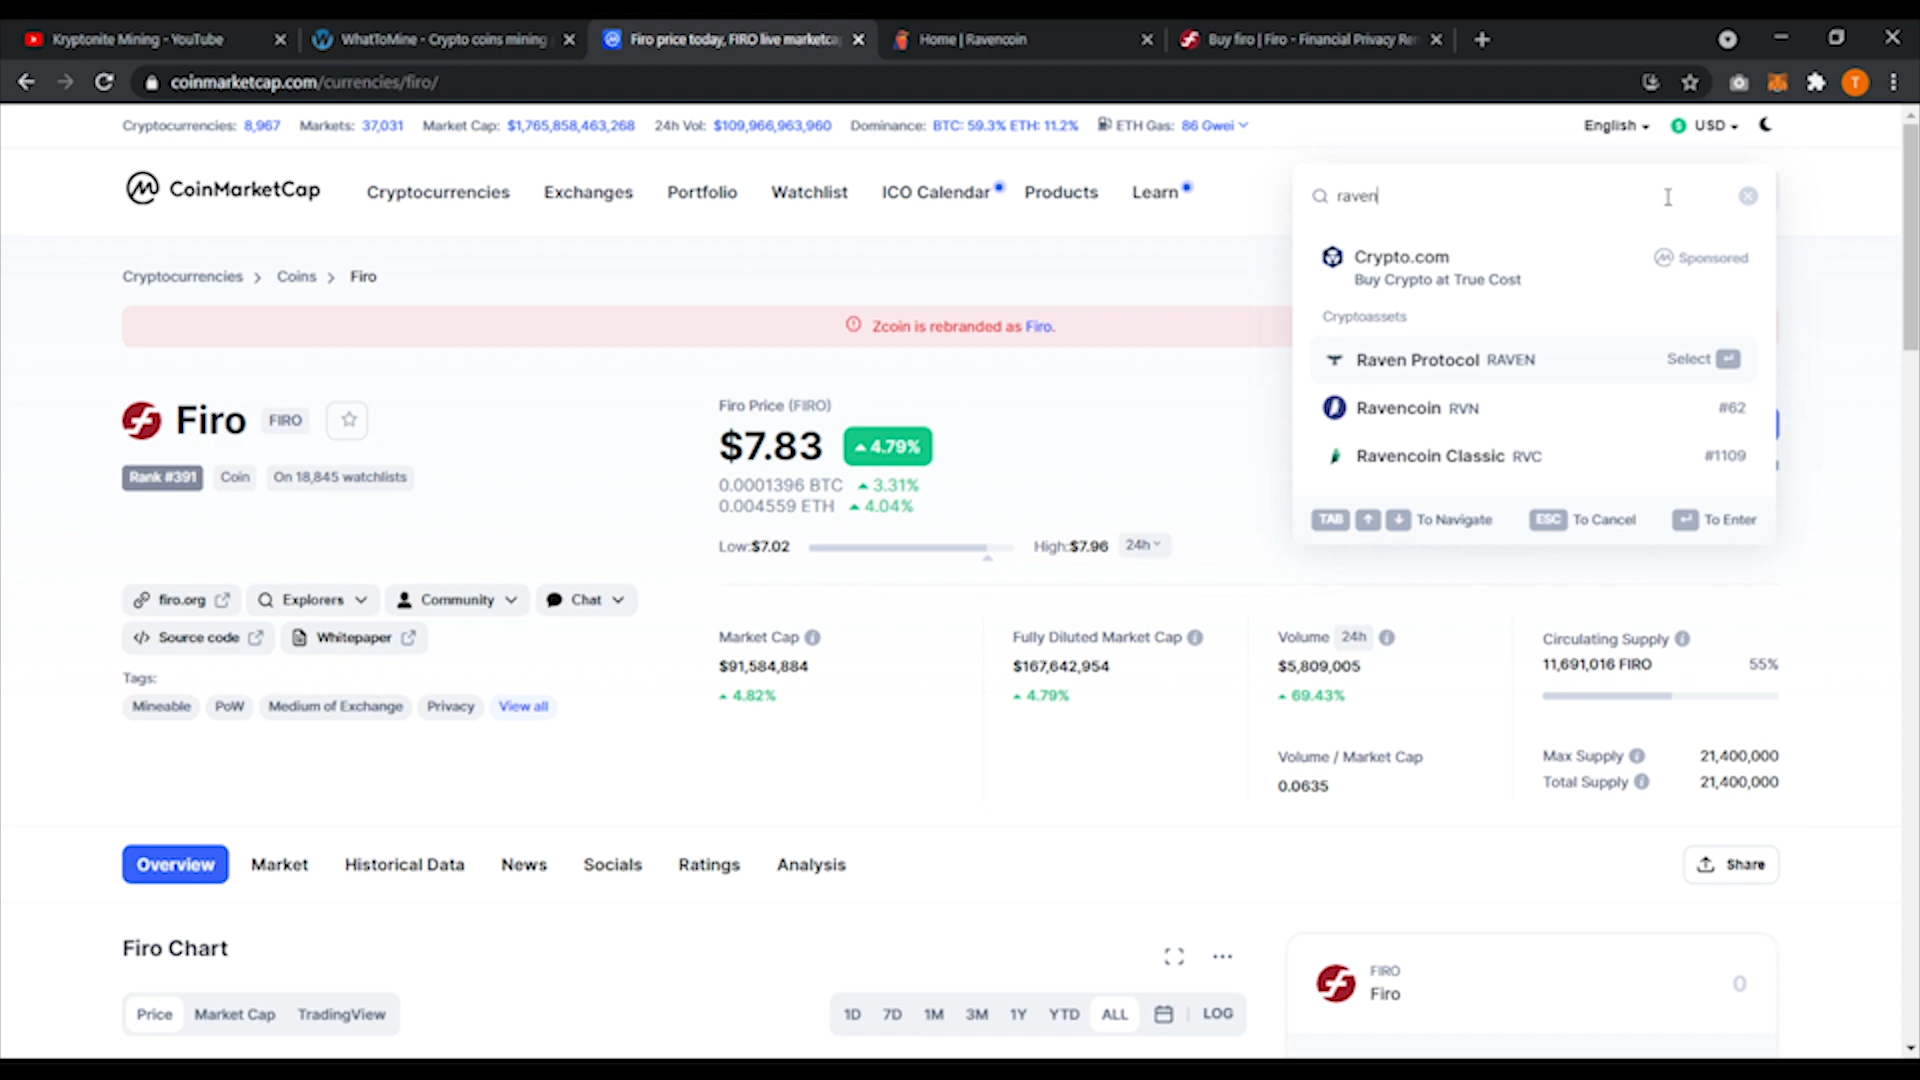 Kryptonite Mining - YouTube
WhatToMine - Crypto coins mining
Firo price today, FIRO live marketca
Home | Ravencoin
Buy firo | Firo - Financial Privacy Re
coinmarketcap.com/currencies/firo/
T
Cryptocurrencies: 8,967 Markets: 37,031 Market Cap: $1,765,858,463,268 24h Vol: $109,966,963,960 Dominance: BTC: 59.3% ETH: 11.2% ETH Gas: 86 Gwei
English USD
CoinMarketCap Cryptocurrencies Exchanges Portfolio Watchlist ICO Calendar Products Learn
raven
Crypto.com Sponsored
Buy Crypto at True Cost
Cryptoassets
Raven Protocol RAVEN Select
Ravencoin RVN #62
Ravencoin Classic RVC #1109
TAB To Navigate ESC To Cancel To Enter
Cryptocurrencies > Coins > Firo
Zcoin is rebranded as Firo.
Firo FIRO
Rank #391 Coin On 18,845 watchlists
Firo Price (FIRO)
$7.83 4.79%
0.0001396 BTC 3.31%
0.004559 ETH 4.04%
Low:$7.02 High:$7.96 24h
firo.org Explorers Community Chat
Source code Whitepaper
Tags:
Mineable PoW Medium of Exchange Privacy View all
Market Cap
$91,584,884
4.82%
Fully Diluted Market Cap
$167,642,954
4.79%
Volume 24h
$5,809,005
69.43%
Volume / Market Cap
0.0635
Circulating Supply
11,691,016 FIRO 55%
Max Supply 21,400,000
Total Supply 21,400,000
Overview Market Historical Data News Socials Ratings Analysis
Share
Firo Chart
Price Market Cap TradingView
1D 7D 1M 3M 1Y YTD ALL LOG
FIRO
Firo
0